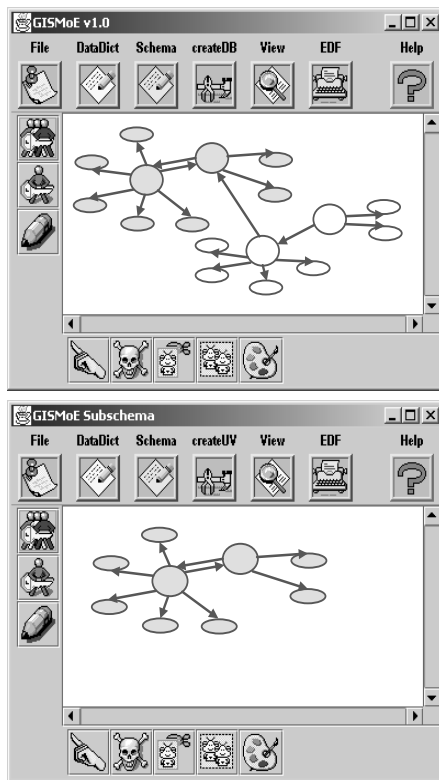 GISMoE v1.0
File DataDict Schema createDB View EDF Help
GISMoE Subschema
File DataDict Schema createUV View EDF Help